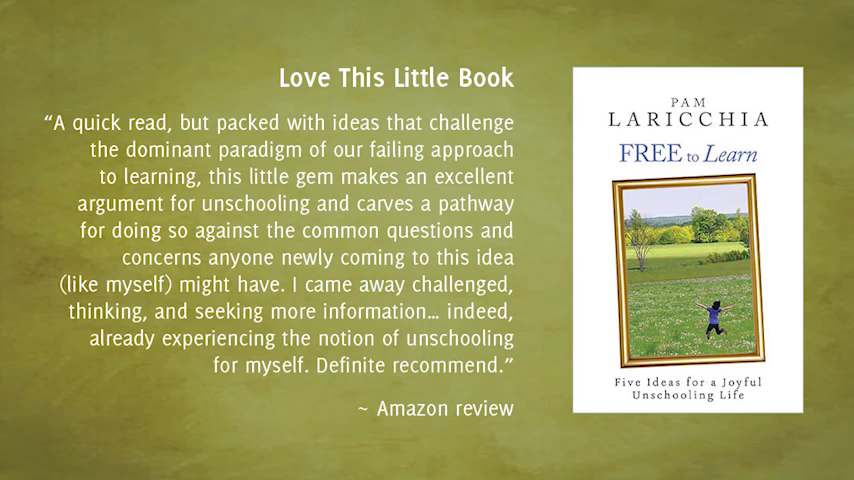 Love This Little Book
“A quick read, but packed with ideas that challenge
the dominant paradigm of our failing approach
to learning, this little gem makes an excellent
argument for unschooling and carves a pathway
for doing so against the common questions and
concerns anyone newly coming to this idea
(like myself) might have. I came away challenged,
thinking, and seeking more information... indeed,
already experiencing the notion of unschooling
for myself. Definite recommend.”
~ Amazon review
PAM
LARICCHIA
FREE to Learn
Five Ideas for a Joyful
Unschooling Life